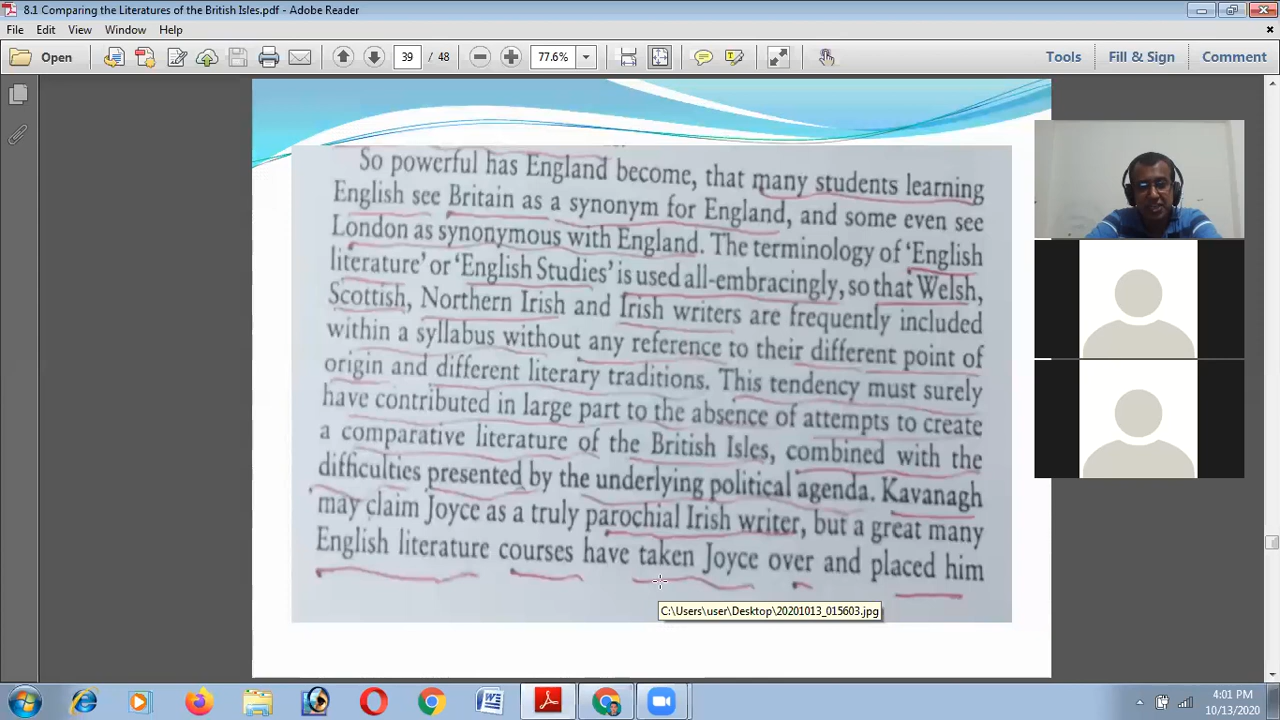 8.1 Comparing the Literatures of the British Isles.pdf - Adobe Reader
File Edit View Window Help
Open 39 / 48 77.6% Tools Fill & Sign Comment
So powerful has England become, that many students learning
English see Britain as a synonym for England, and some even see
London as synonymous with England. The terminology of 'English
literature' or 'English Studies' is used all-embracingly, so that Welsh,
Scottish, Northern Irish and Irish writers are frequently included
within a syllabus without any reference to their different point of
origin and different literary traditions. This tendency must surely
have contributed in large part to the absence of attempts to create
a comparative literature of the British Isles, combined with the
difficulties presented by the underlying political agenda. Kavanagh
may claim Joyce as a truly parochial Irish writer, but a great many
English literature courses have taken Joyce over and placed him
C:\Users\user\Desktop\20201013_015603.jpg
4:01 PM
10/13/2020